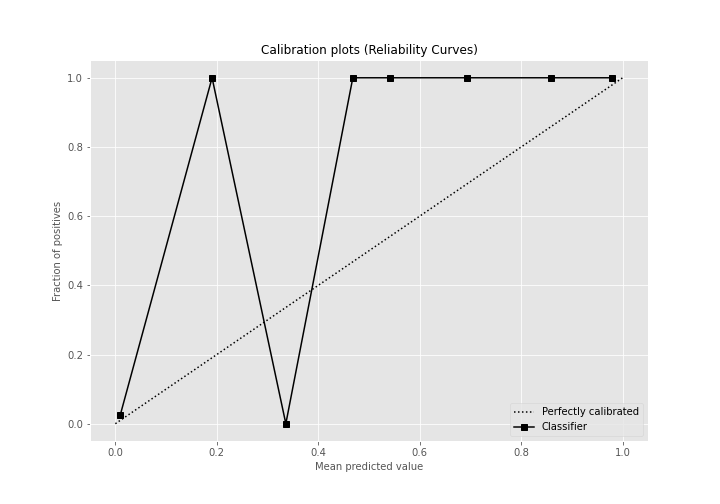 Calibration plots (Reliability Curves)
1.0
0.8
0.6
0.4
0.2
0.0
Fraction of positives
0.0 0.2 0.4 0.6 0.8 1.0
Mean predicted value
Perfectly calibrated
Classifier